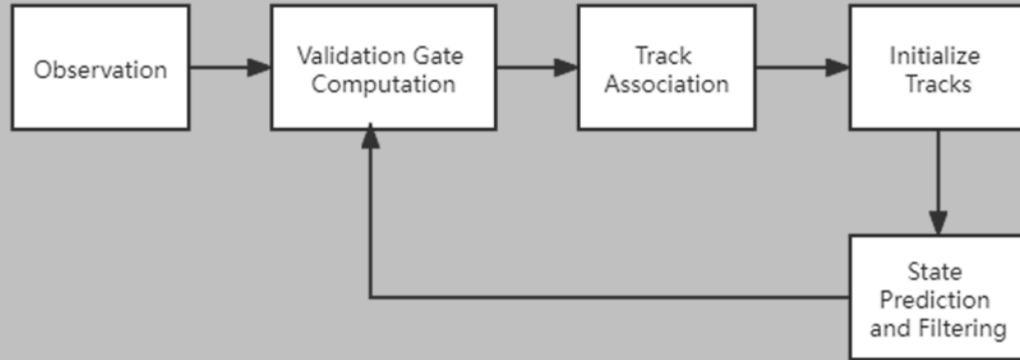 Observation
Validation Gate
Computation
Track
Association
Initialize
Tracks
State
Prediction
and Filtering